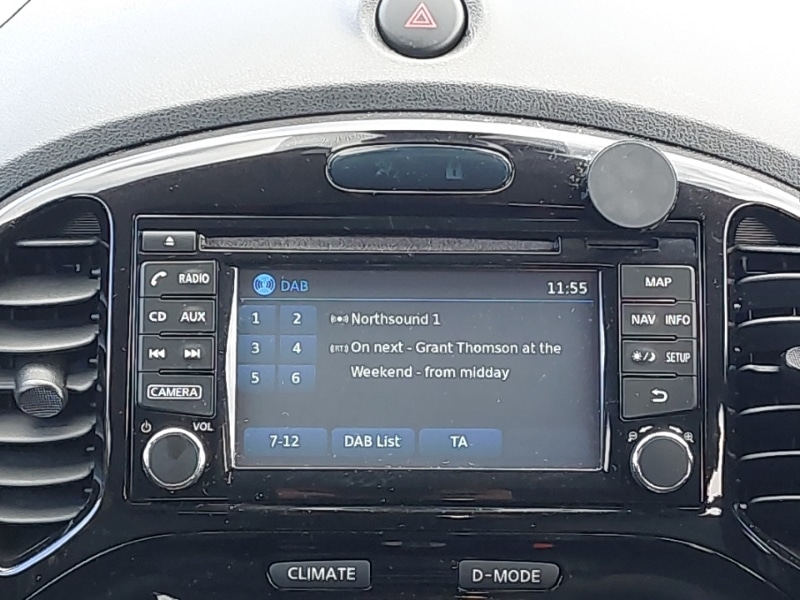 DAB 11:55
RADIO
MAP
CD AUX
1 2 Northsound 1
NAV INFO
3 4 On next - Grant Thomson at the
Weekend - from midday
SETUP
5 6
CAMERA
VOL
7-12 DAB List TA
CLIMATE D-MODE